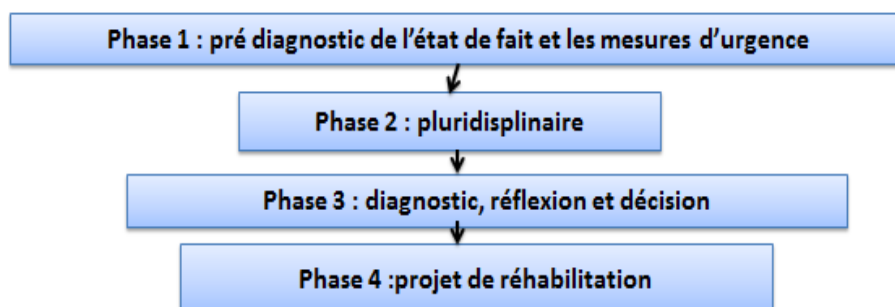 Phase 1 : pré diagnostic de l’état de fait et les mesures d’urgence
Phase 2 : pluridisplinaire
Phase 3 : diagnostic, réflexion et décision
Phase 4 :projet de réhabilitation